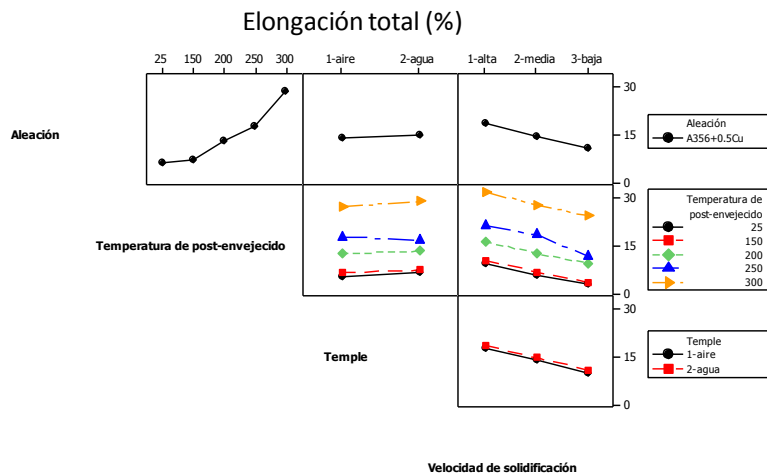 Elongación total (%)
25 150 200 250 300 1-aire 2-agua 1-alta 2-media 3-baja
30
15
0
Aleación
Aleación
A356+0.5Cu
30
15
0
Temperatura de post-envejecido
Temperatura de
post-envejecido
25
150
200
250
300
30
15
0
Temple
Temple
1-aire
2-agua
Velocidad de solidificación